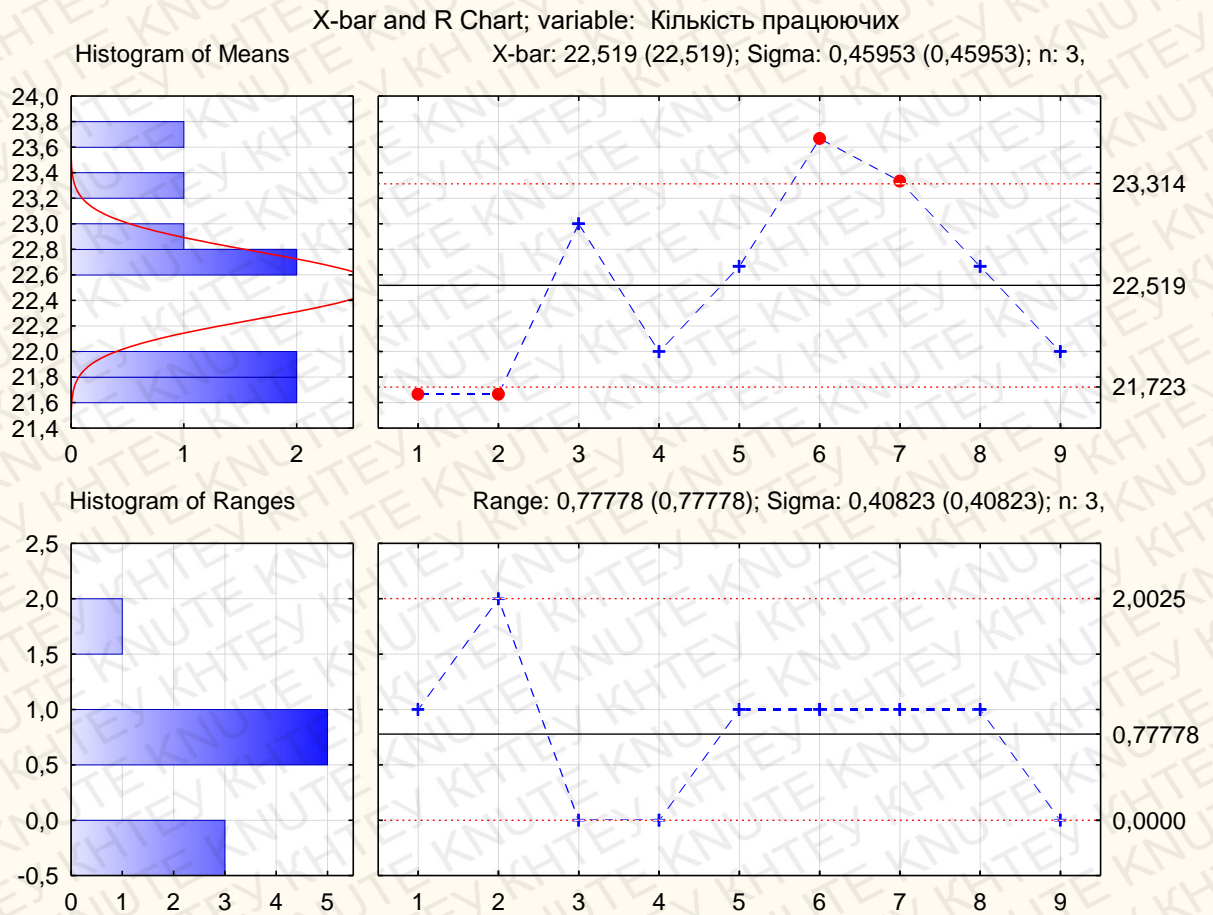 X-bar and R Chart; variable: Кількість працюючих
Histogram of Means
X-bar: 22,519 (22,519); Sigma: 0,45953 (0,45953); n: 3,
24,0
23,8
23,6
23,4
23,2
23,0
22,8
22,6
22,4
22,2
22,0
21,8
21,6
21,4
0 1 2
23,314
22,519
21,723
1 2 3 4 5 6 7 8 9
Histogram of Ranges
Range: 0,77778 (0,77778); Sigma: 0,40823 (0,40823); n: 3,
2,5
2,0
1,5
1,0
0,5
0,0
-0,5
0 1 2 3 4 5
2,0025
0,77778
0,0000
1 2 3 4 5 6 7 8 9
КНТЕУ KNUTE КНТЕУ KNUTE